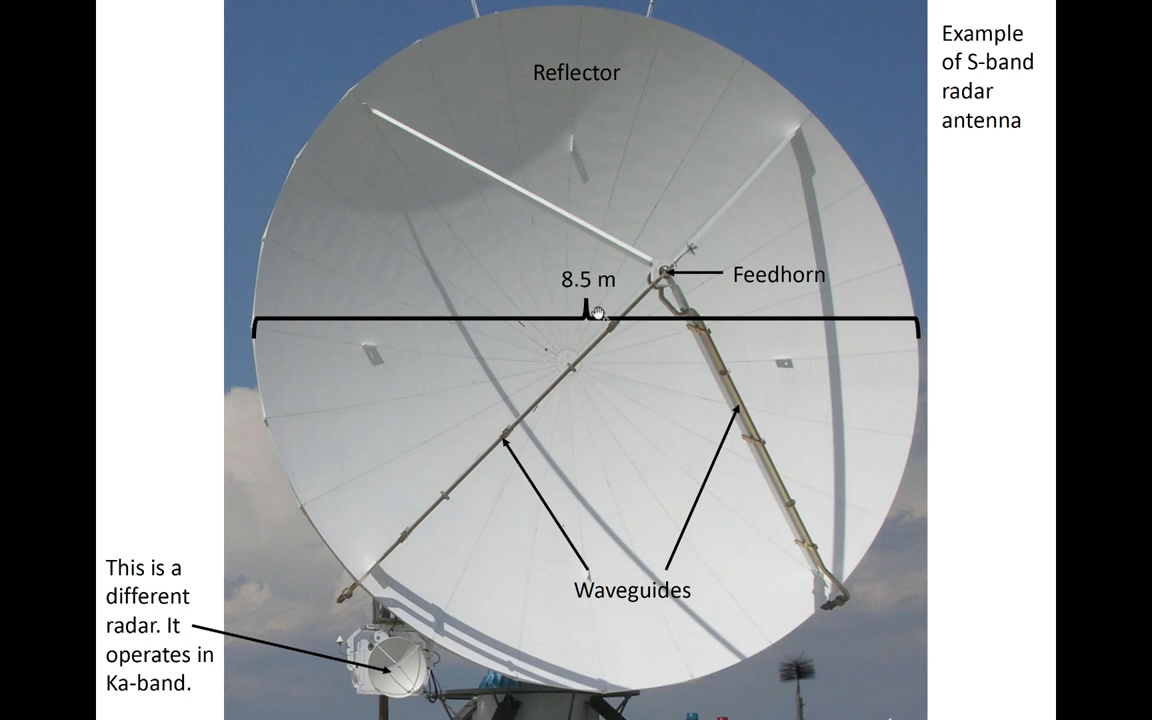 Reflector
Example
of S-band
radar
antenna
8.5 m
Feedhorn
Waveguides
This is a
different
radar. It
operates in
Ka-band.